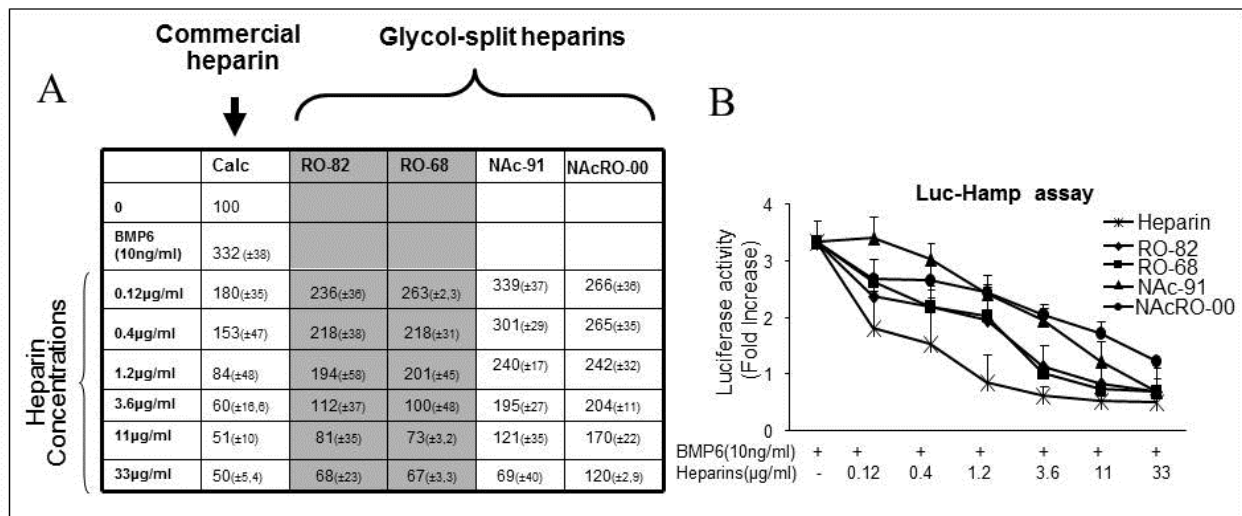 Commercial heparin
Glycol-split heparins
A
Calc RO-82 RO-68 NAc-91 NAcRO-00
0 100
BMP6 (10ng/ml) 332(±38)
Heparin Concentrations
0.12µg/ml 180(±35) 236(±36) 263(±2,3) 339(±37) 266(±36)
0.4µg/ml 153(±47) 218(±38) 218(±31) 301(±29) 265(±35)
1.2µg/ml 84(±48) 194(±58) 201(±45) 240(±17) 242(±32)
3.6µg/ml 60(±16,6) 112(±37) 100(±48) 195(±27) 204(±11)
11µg/ml 51(±10) 81(±35) 73(±3,2) 121(±35) 170(±22)
33µg/ml 50(±5,4) 68(±23) 67(±3,3) 69(±40) 120(±2,9)
B
Luc-Hamp assay
Luciferase activity
(Fold Increase)
4
3
2
1
0
Heparin
RO-82
RO-68
NAc-91
NAcRO-00
BMP6(10ng/ml) + + + + + + +
Heparins(µg/ml) - 0.12 0.4 1.2 3.6 11 33